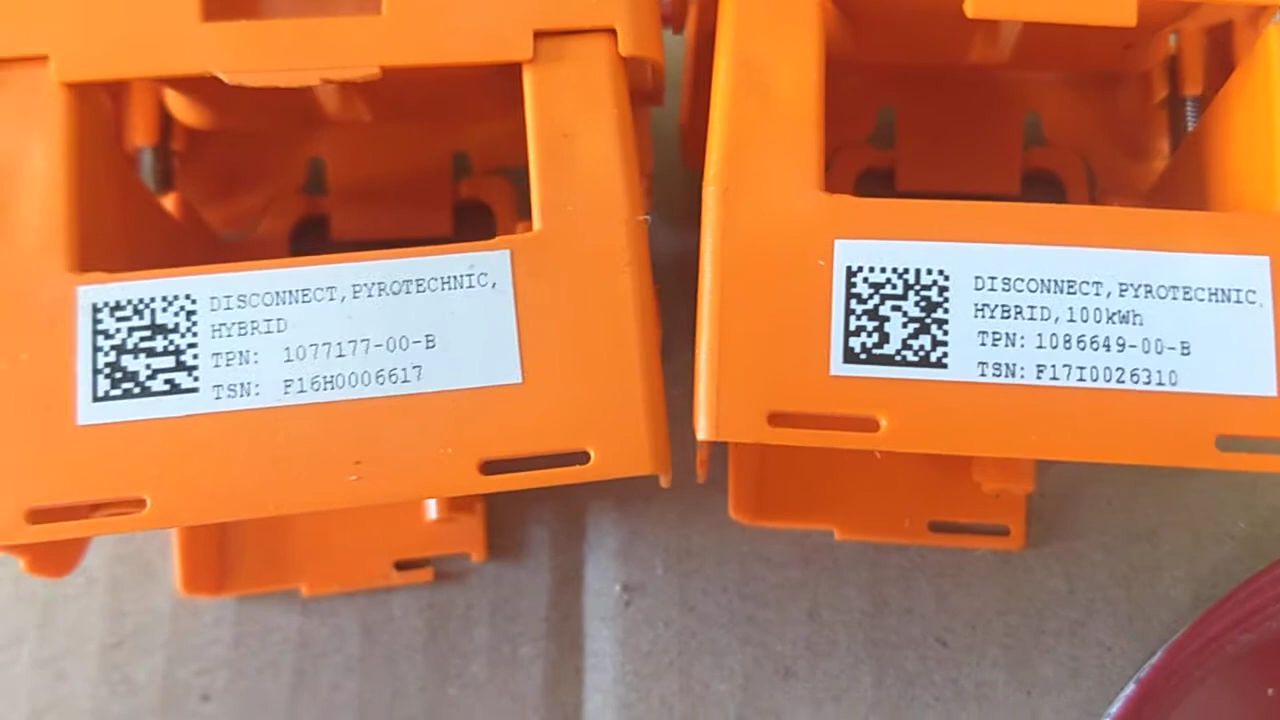 DISCONNECT,PYROTECHNIC,
HYBRID
TPN: 1077177-00-B
TSN: F16H0006617
DISCONNECT,PYROTECHNIC,
HYBRID,100kWh
TPN: 1086649-00-B
TSN: F17I0026310